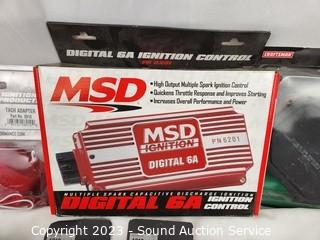 DIGITAL 6A IGNITION CONTROL
CRAFTSMAN
IGNITION
PRODUCTS
TACH ADAPTER
MSD
• High Output Multiple Spark Ignition Control
• Quickens Throttle Response and Improves Starting
• Increases Overall Performance and Power
MSD
IGNITION
DIGITAL 6A
PN 6201
MULTIPLE SPARK CAPACITIVE DISCHARGE IGNITION
DIGITAL 6A IGNITION
CONTROL
Copyright 2023 - Sound Auction Service